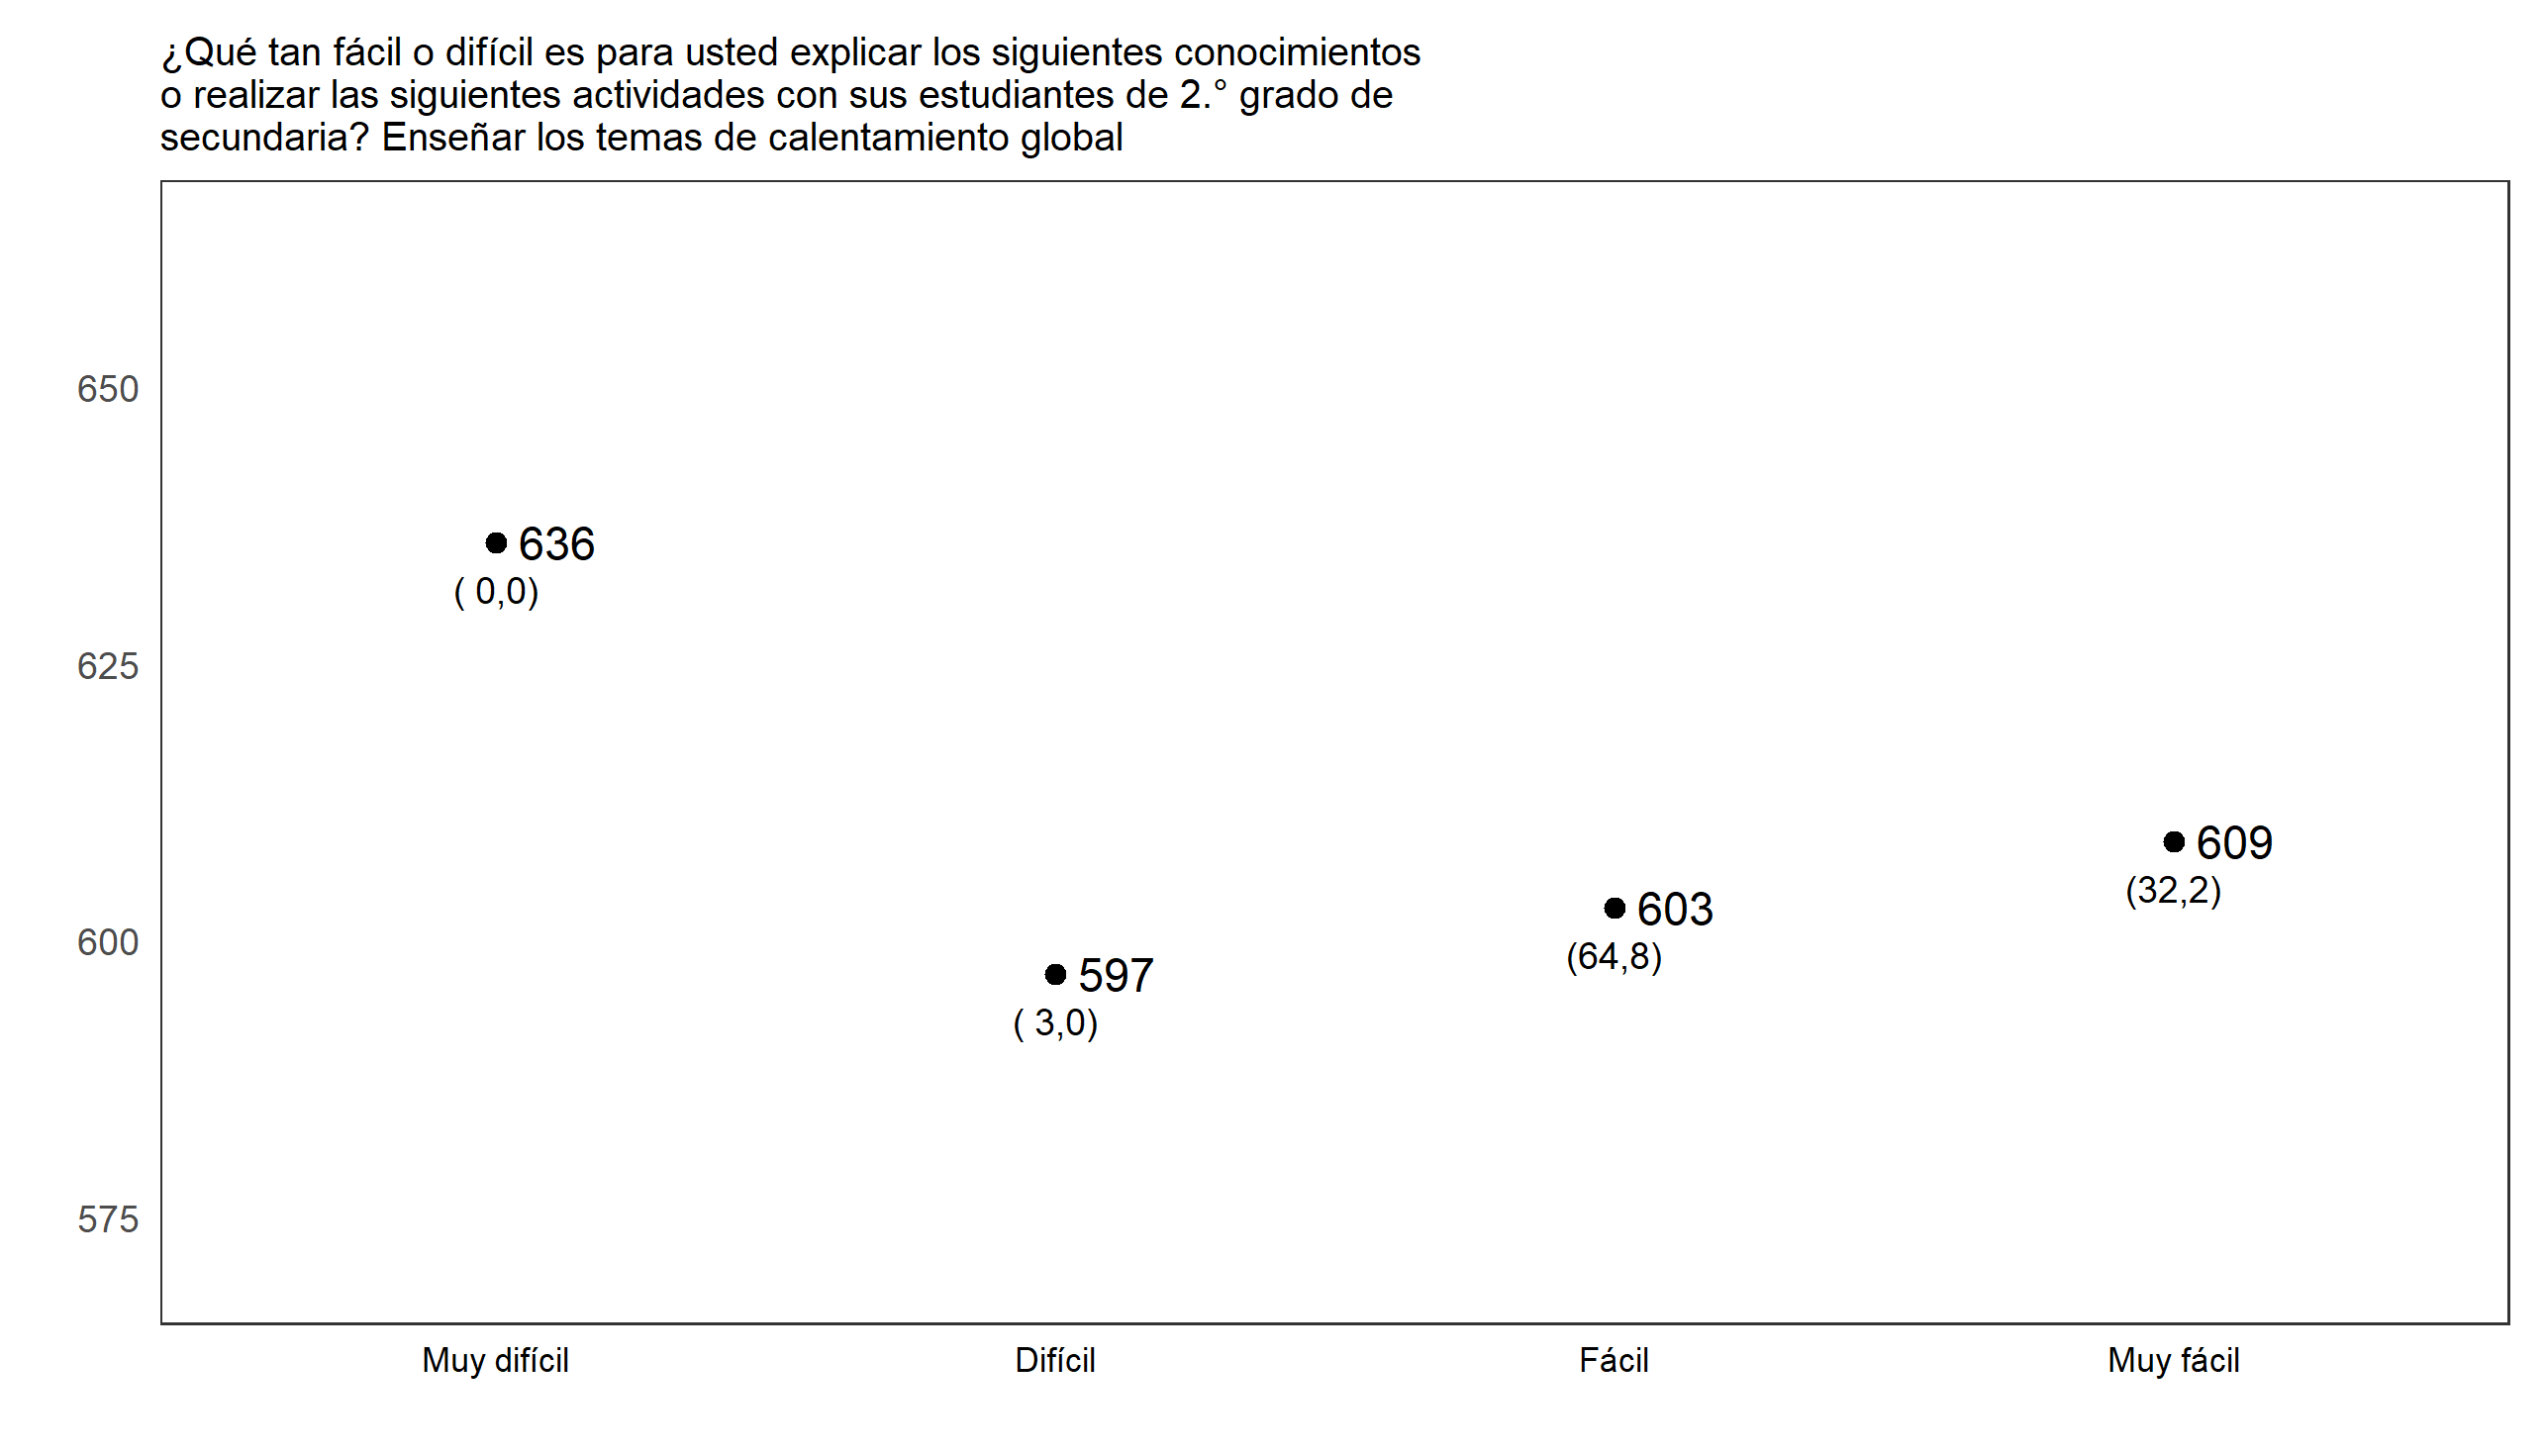 ¿Qué tan fácil o difícil es para usted explicar los siguientes conocimientos
o realizar las siguientes actividades con sus estudiantes de 2.° grado de
secundaria? Enseñar los temas de calentamiento global
650
636
( 0,0)
625
609
(32,2)
603
(64,8)
600
597
( 3,0)
575
Muy difícil
Difícil
Fácil
Muy fácil